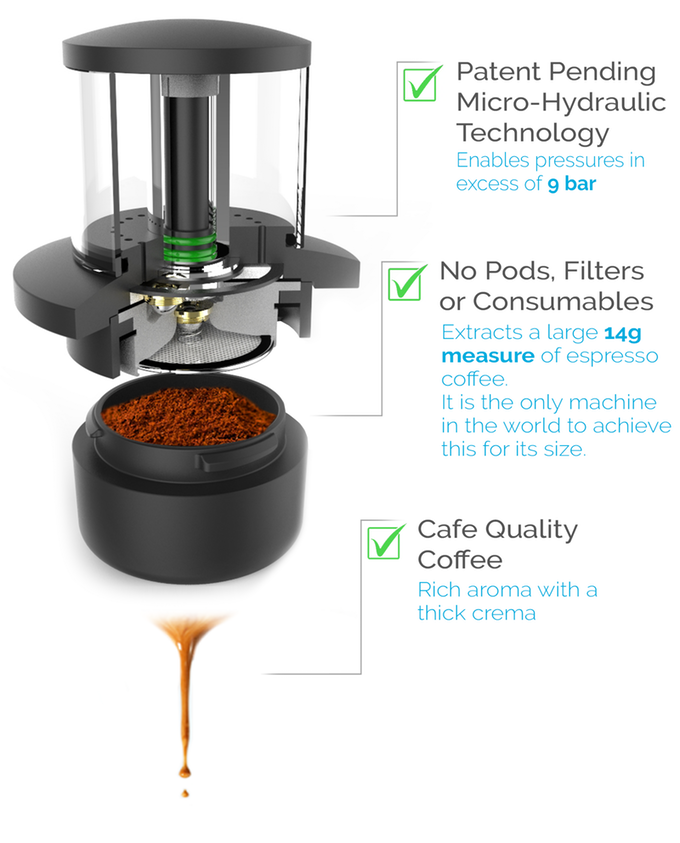 Patent Pending
Micro-Hydraulic
Technology
Enables pressures in
excess of 9 bar
No Pods, Filters
or Consumables
Extracts a large 14g
measure of espresso
coffee.
It is the only machine
in the world to achieve
this for its size.
Cafe Quality
Coffee
Rich aroma with a
thick crema